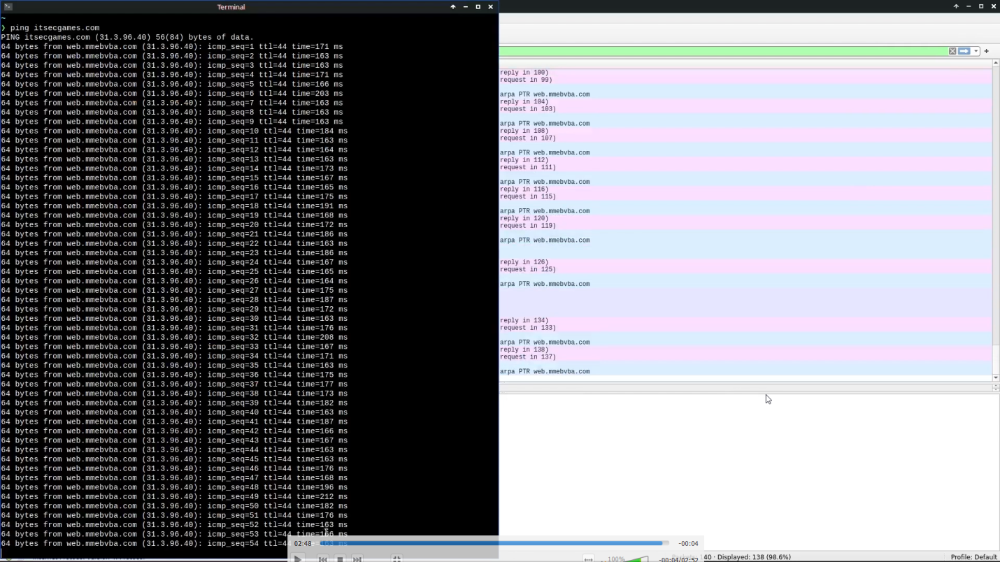 Terminal
~
❯ ping itsecgames.com
PING itsecgames.com (31.3.96.40) 56(84) bytes of data.
64 bytes from web.mmebvba.com (31.3.96.40): icmp_seq=1 ttl=44 time=171 ms
64 bytes from web.mmebvba.com (31.3.96.40): icmp_seq=2 ttl=44 time=163 ms
64 bytes from web.mmebvba.com (31.3.96.40): icmp_seq=3 ttl=44 time=163 ms
64 bytes from web.mmebvba.com (31.3.96.40): icmp_seq=4 ttl=44 time=171 ms
64 bytes from web.mmebvba.com (31.3.96.40): icmp_seq=5 ttl=44 time=166 ms
64 bytes from web.mmebvba.com (31.3.96.40): icmp_seq=6 ttl=44 time=203 ms
64 bytes from web.mmebvba.com (31.3.96.40): icmp_seq=7 ttl=44 time=163 ms
64 bytes from web.mmebvba.com (31.3.96.40): icmp_seq=8 ttl=44 time=163 ms
64 bytes from web.mmebvba.com (31.3.96.40): icmp_seq=9 ttl=44 time=163 ms
64 bytes from web.mmebvba.com (31.3.96.40): icmp_seq=10 ttl=44 time=184 ms
64 bytes from web.mmebvba.com (31.3.96.40): icmp_seq=11 ttl=44 time=163 ms
64 bytes from web.mmebvba.com (31.3.96.40): icmp_seq=12 ttl=44 time=164 ms
64 bytes from web.mmebvba.com (31.3.96.40): icmp_seq=13 ttl=44 time=163 ms
64 bytes from web.mmebvba.com (31.3.96.40): icmp_seq=14 ttl=44 time=173 ms
64 bytes from web.mmebvba.com (31.3.96.40): icmp_seq=15 ttl=44 time=167 ms
64 bytes from web.mmebvba.com (31.3.96.40): icmp_seq=16 ttl=44 time=165 ms
64 bytes from web.mmebvba.com (31.3.96.40): icmp_seq=17 ttl=44 time=175 ms
64 bytes from web.mmebvba.com (31.3.96.40): icmp_seq=18 ttl=44 time=191 ms
64 bytes from web.mmebvba.com (31.3.96.40): icmp_seq=19 ttl=44 time=168 ms
64 bytes from web.mmebvba.com (31.3.96.40): icmp_seq=20 ttl=44 time=172 ms
64 bytes from web.mmebvba.com (31.3.96.40): icmp_seq=21 ttl=44 time=186 ms
64 bytes from web.mmebvba.com (31.3.96.40): icmp_seq=22 ttl=44 time=163 ms
64 bytes from web.mmebvba.com (31.3.96.40): icmp_seq=23 ttl=44 time=186 ms
64 bytes from web.mmebvba.com (31.3.96.40): icmp_seq=24 ttl=44 time=167 ms
64 bytes from web.mmebvba.com (31.3.96.40): icmp_seq=25 ttl=44 time=165 ms
64 bytes from web.mmebvba.com (31.3.96.40): icmp_seq=26 ttl=44 time=164 ms
64 bytes from web.mmebvba.com (31.3.96.40): icmp_seq=27 ttl=44 time=175 ms
64 bytes from web.mmebvba.com (31.3.96.40): icmp_seq=28 ttl=44 time=187 ms
64 bytes from web.mmebvba.com (31.3.96.40): icmp_seq=29 ttl=44 time=172 ms
64 bytes from web.mmebvba.com (31.3.96.40): icmp_seq=30 ttl=44 time=163 ms
64 bytes from web.mmebvba.com (31.3.96.40): icmp_seq=31 ttl=44 time=176 ms
64 bytes from web.mmebvba.com (31.3.96.40): icmp_seq=32 ttl=44 time=208 ms
64 bytes from web.mmebvba.com (31.3.96.40): icmp_seq=33 ttl=44 time=167 ms
64 bytes from web.mmebvba.com (31.3.96.40): icmp_seq=34 ttl=44 time=171 ms
64 bytes from web.mmebvba.com (31.3.96.40): icmp_seq=35 ttl=44 time=163 ms
64 bytes from web.mmebvba.com (31.3.96.40): icmp_seq=36 ttl=44 time=175 ms
64 bytes from web.mmebvba.com (31.3.96.40): icmp_seq=37 ttl=44 time=177 ms
64 bytes from web.mmebvba.com (31.3.96.40): icmp_seq=38 ttl=44 time=173 ms
64 bytes from web.mmebvba.com (31.3.96.40): icmp_seq=39 ttl=44 time=182 ms
64 bytes from web.mmebvba.com (31.3.96.40): icmp_seq=40 ttl=44 time=163 ms
64 bytes from web.mmebvba.com (31.3.96.40): icmp_seq=41 ttl=44 time=187 ms
64 bytes from web.mmebvba.com (31.3.96.40): icmp_seq=42 ttl=44 time=166 ms
64 bytes from web.mmebvba.com (31.3.96.40): icmp_seq=43 ttl=44 time=167 ms
64 bytes from web.mmebvba.com (31.3.96.40): icmp_seq=44 ttl=44 time=163 ms
64 bytes from web.mmebvba.com (31.3.96.40): icmp_seq=45 ttl=44 time=163 ms
64 bytes from web.mmebvba.com (31.3.96.40): icmp_seq=46 ttl=44 time=176 ms
64 bytes from web.mmebvba.com (31.3.96.40): icmp_seq=47 ttl=44 time=168 ms
64 bytes from web.mmebvba.com (31.3.96.40): icmp_seq=48 ttl=44 time=196 ms
64 bytes from web.mmebvba.com (31.3.96.40): icmp_seq=49 ttl=44 time=212 ms
64 bytes from web.mmebvba.com (31.3.96.40): icmp_seq=50 ttl=44 time=182 ms
64 bytes from web.mmebvba.com (31.3.96.40): icmp_seq=51 ttl=44 time=176 ms
64 bytes from web.mmebvba.com (31.3.96.40): icmp_seq=52 ttl=44 time=163 ms
64 bytes from web.mmebvba.com (31.3.96.40): icmp_seq=53 ttl=44 time=166 ms
64 bytes from web.mmebvba.com (31.3.96.40): icmp_seq=54 ttl=44 time=163 ms
reply in 100)
request in 99)
arpa PTR web.mmebvba.com
reply in 104)
request in 103)
arpa PTR web.mmebvba.com
reply in 108)
request in 107)
arpa PTR web.mmebvba.com
reply in 112)
request in 111)
arpa PTR web.mmebvba.com
reply in 116)
request in 115)
arpa PTR web.mmebvba.com
reply in 120)
request in 119)
arpa PTR web.mmebvba.com
reply in 126)
request in 125)
arpa PTR web.mmebvba.com
reply in 134)
request in 133)
arpa PTR web.mmebvba.com
reply in 138)
request in 137)
arpa PTR web.mmebvba.com
02:48
-00:04
100%
-00:04/02:52
140 · Displayed: 138 (98.6%)
Profile: Default